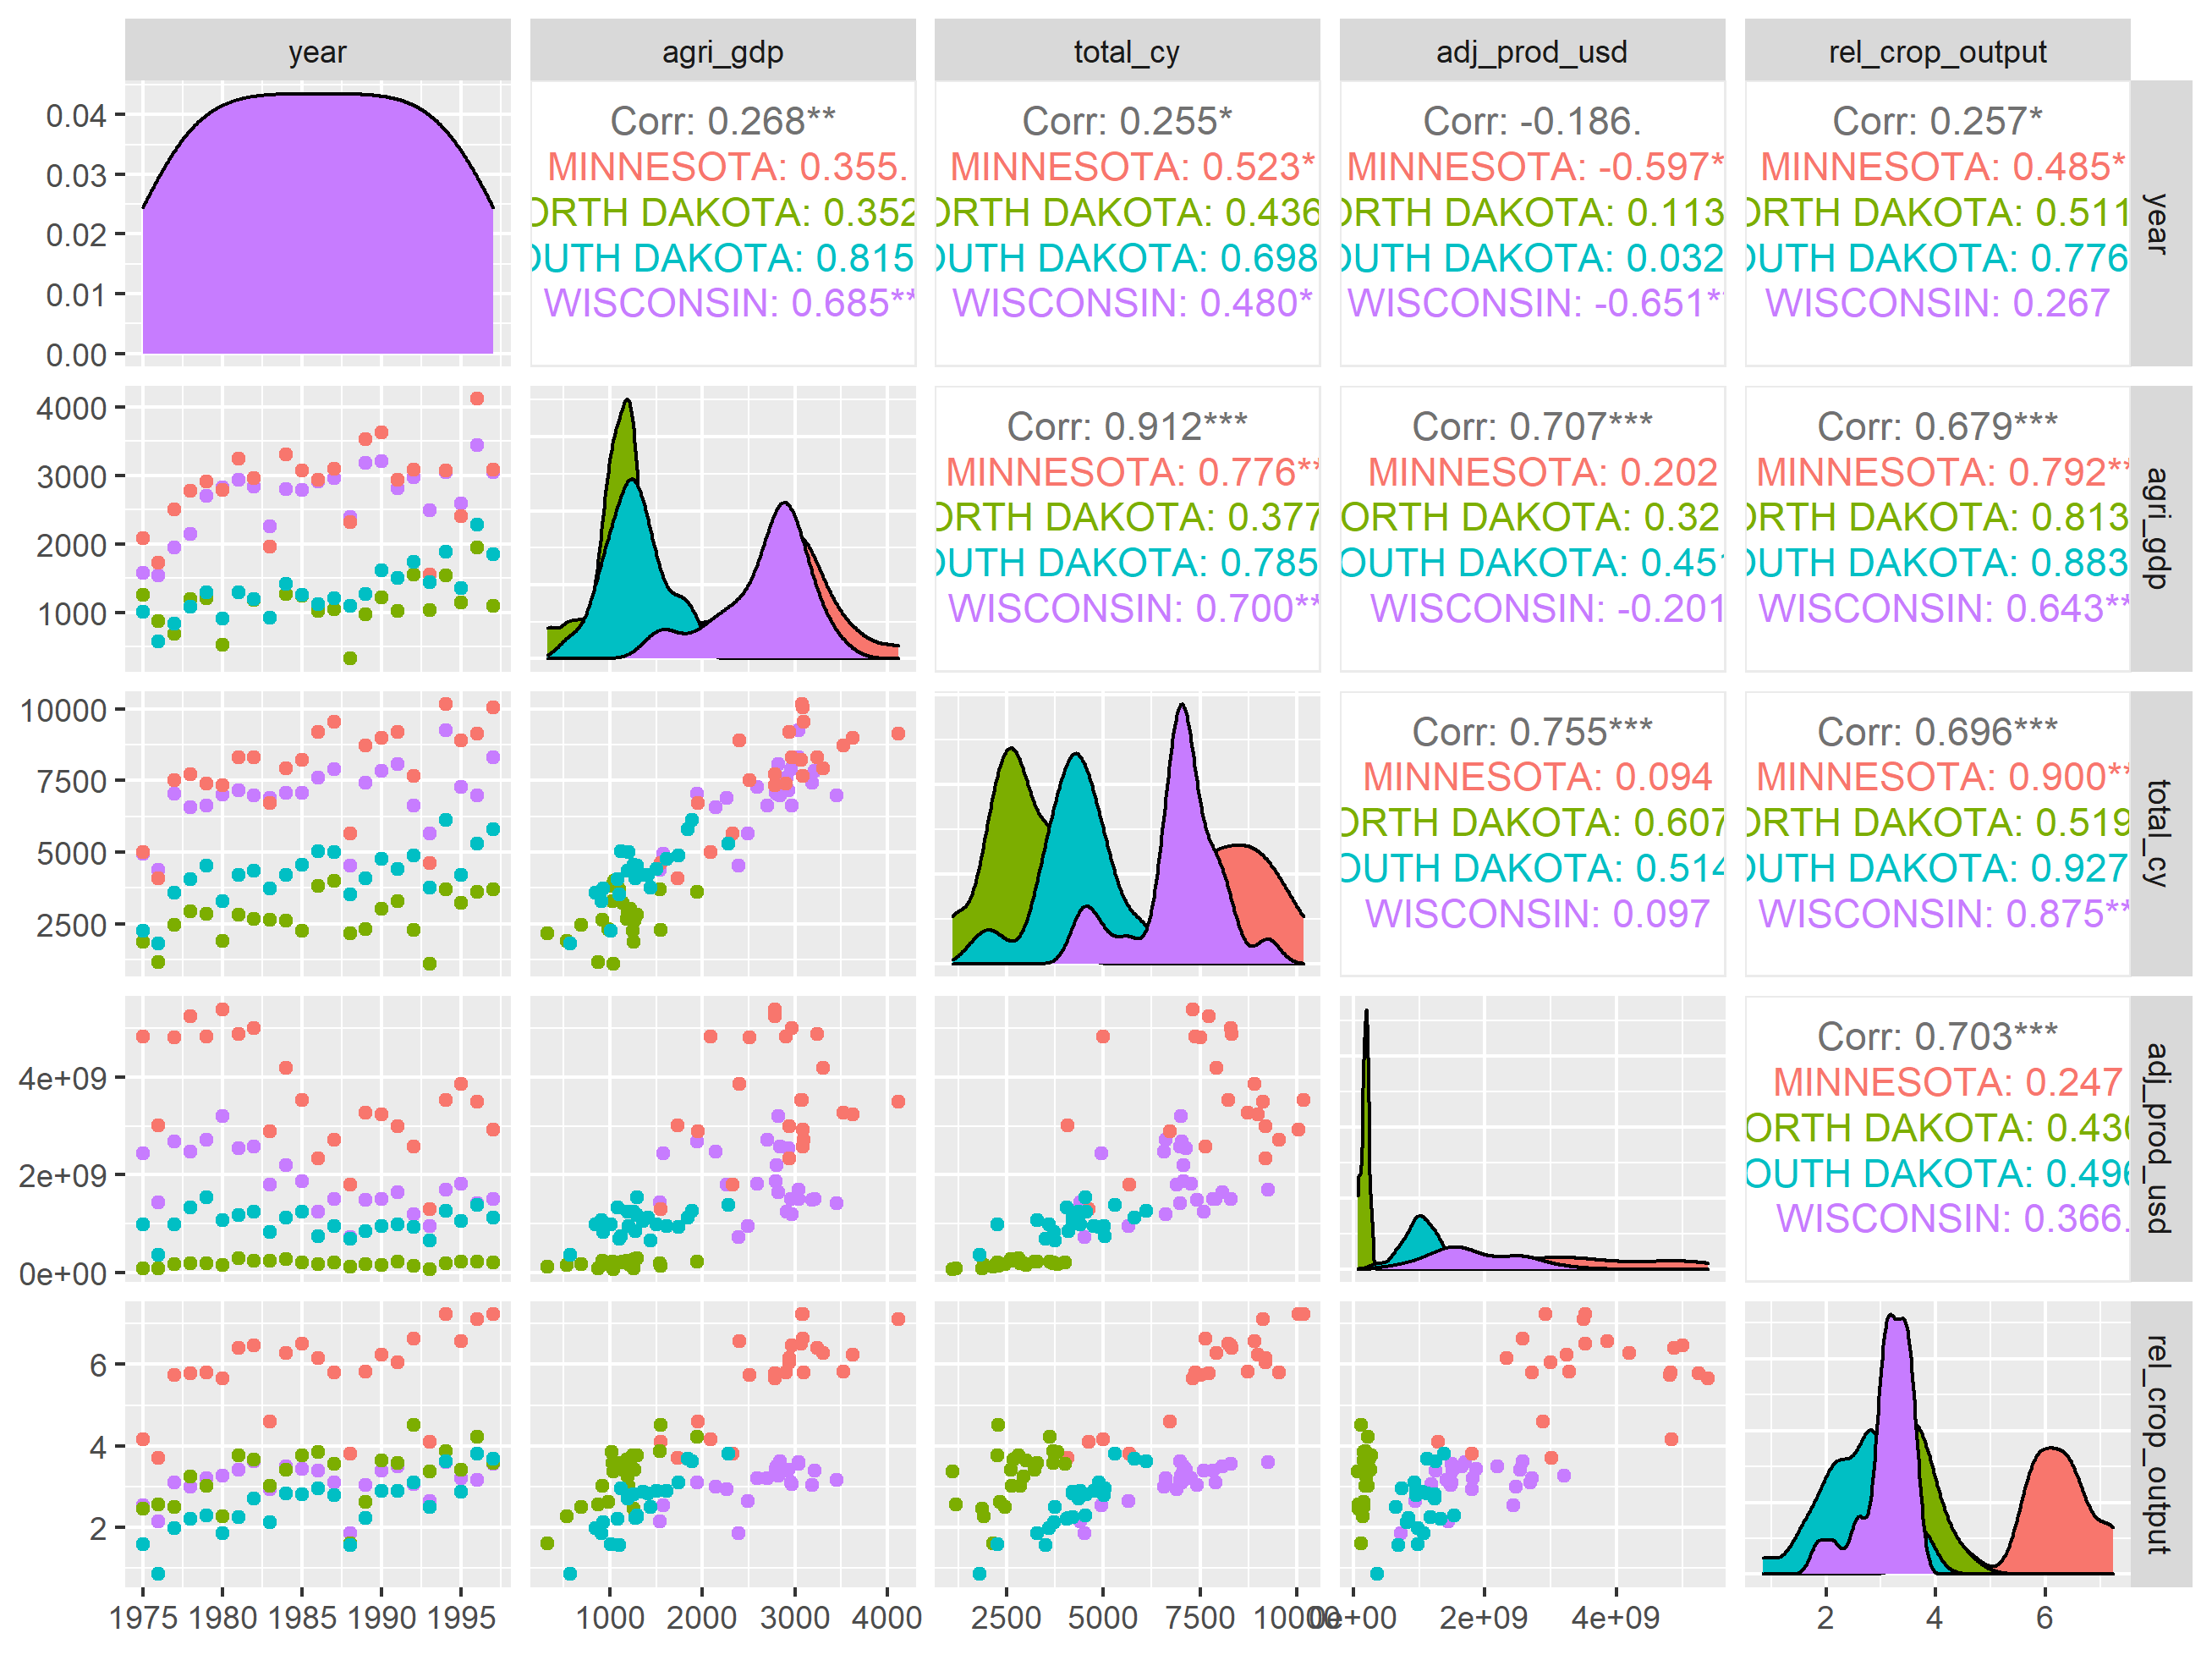 year agri_gdp total_cy adj_prod_usd rel_crop_output
0.04
0.03
0.02
0.01
0.00
Corr: 0.268**
MINNESOTA: 0.355.
ORTH DAKOTA: 0.352
OUTH DAKOTA: 0.815
WISCONSIN: 0.685**
Corr: 0.255*
MINNESOTA: 0.523*
ORTH DAKOTA: 0.436
OUTH DAKOTA: 0.698
WISCONSIN: 0.480*
Corr: -0.186.
MINNESOTA: -0.597*
ORTH DAKOTA: 0.113
OUTH DAKOTA: 0.032
WISCONSIN: -0.651*
Corr: 0.257*
MINNESOTA: 0.485*
ORTH DAKOTA: 0.511
OUTH DAKOTA: 0.776
WISCONSIN: 0.267
year
4000
3000
2000
1000
Corr: 0.912***
MINNESOTA: 0.776**
ORTH DAKOTA: 0.377
OUTH DAKOTA: 0.785
WISCONSIN: 0.700**
Corr: 0.707***
MINNESOTA: 0.202
ORTH DAKOTA: 0.32
OUTH DAKOTA: 0.451
WISCONSIN: -0.201
Corr: 0.679***
MINNESOTA: 0.792**
ORTH DAKOTA: 0.813
OUTH DAKOTA: 0.883
WISCONSIN: 0.643**
agri_gdp
10000
7500
5000
2500
Corr: 0.755***
MINNESOTA: 0.094
ORTH DAKOTA: 0.607
OUTH DAKOTA: 0.514
WISCONSIN: 0.097
Corr: 0.696***
MINNESOTA: 0.900**
ORTH DAKOTA: 0.519
OUTH DAKOTA: 0.927
WISCONSIN: 0.875**
total_cy
4e+09
2e+09
0e+00
Corr: 0.703***
MINNESOTA: 0.247
ORTH DAKOTA: 0.430
OUTH DAKOTA: 0.496
WISCONSIN: 0.366.
adj_prod_usd
6
4
2
rel_crop_output
1975 1980 1985 1990 1995 1000 2000 3000 4000 2500 5000 7500 10000 0e+00 2e+09 4e+09 2 4 6